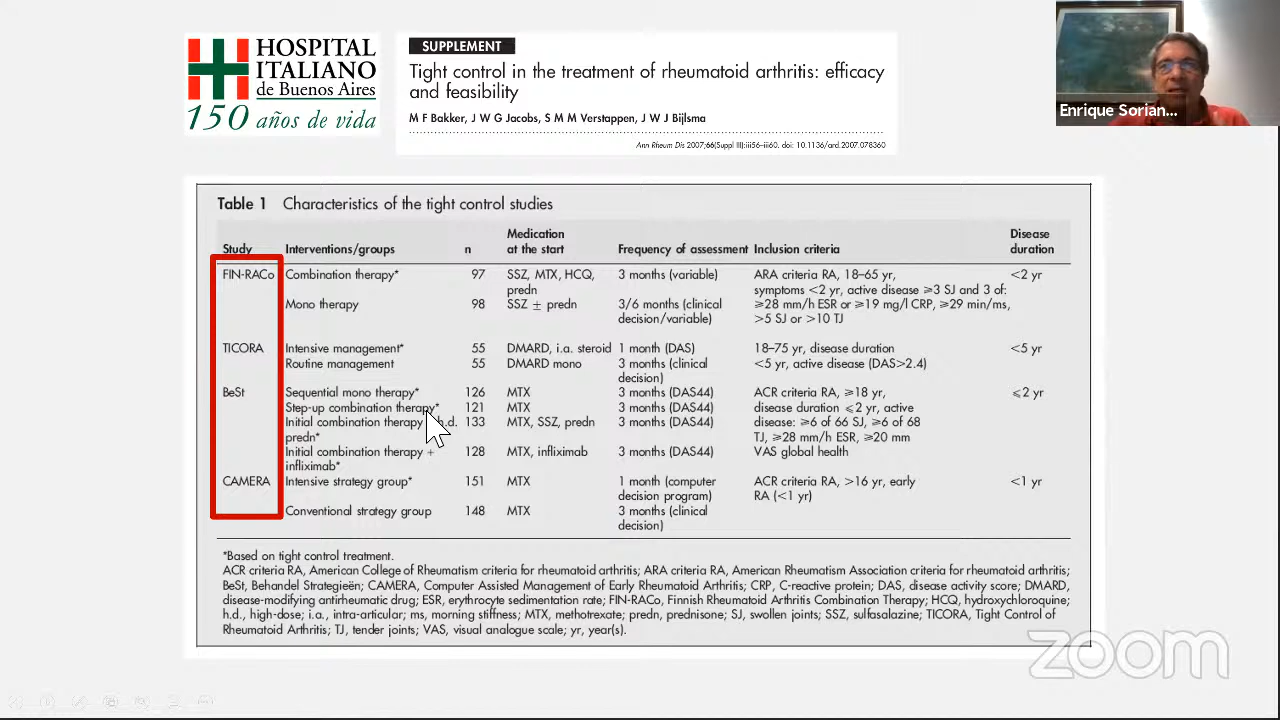 HOSPITAL
ITALIANO
de Buenos Aires
150 años de vida
SUPPLEMENT
Tight control in the treatment of rheumatoid arthritis: efficacy
and feasibility
M F Bakker, J W G Jacobs, S M M Verstappen, J W J Bijlsma
Ann Rheum Dis 2007;66(Suppl III):iii56–iii60. doi: 10.1136/ard.2007.078360
Enrique Sorian...
Table 1 Characteristics of the tight control studies
Study Interventions/groups n Medication at the start Frequency of assessment Inclusion criteria Disease duration
FIN-RACo Combination therapy* 97 SSZ, MTX, HCQ, 3 months (variable) ARA criteria RA, 18–65 yr, <2 yr
predn symptoms <2 yr, active disease ≥3 SJ and 3 of:
Mono therapy 98 SSZ ± predn 3/6 months (clinical ≥28 mm/h ESR or ≥19 mg/l CRP, ≥29 min/ms,
decision/variable) >5 SJ or >10 TJ
TICORA Intensive management* 55 DMARD, i.a. steroid 1 month (DAS) 18–75 yr, disease duration <5 yr
Routine management 55 DMARD mono 3 months (clinical <5 yr, active disease (DAS>2.4)
decision)
BeSt Sequential mono therapy* 126 MTX 3 months (DAS44) ACR criteria RA, ≥18 yr, ≤2 yr
Step-up combination therapy* 121 MTX 3 months (DAS44) disease duration ≤2 yr, active
Initial combination therapy h.d. 133 MTX, SSZ, predn 3 months (DAS44) disease: ≥6 of 66 SJ, ≥6 of 68
predn* TJ, ≥28 mm/h ESR, ≥20 mm
Initial combination therapy + 128 MTX, infliximab 3 months (DAS44) VAS global health
infliximab*
CAMERA Intensive strategy group* 151 MTX 1 month (computer ACR criteria RA, >16 yr, early <1 yr
decision program) RA (<1 yr)
Conventional strategy group 148 MTX 3 months (clinical
decision)
*Based on tight control treatment.
ACR criteria RA, American College of Rheumatism criteria for rheumatoid arthritis; ARA criteria RA, American Rheumatism Association criteria for rheumatoid arthritis;
BeSt, Behandel Strategieën; CAMERA, Computer Assisted Management of Early Rheumatoid Arthritis; CRP, C-reactive protein; DAS, disease activity score; DMARD,
disease-modifying antirheumatic drug; ESR, erythrocyte sedimentation rate; FIN-RACo, Finnish Rheumatoid Arthritis Combination Therapy; HCQ, hydroxychloroquine;
h.d., high-dose; i.a., intra-articular; ms, morning stiffness; MTX, methotrexate; predn, prednisone; SJ, swollen joints; SSZ, sulfasalazine; TICORA, Tight Control of
Rheumatoid Arthritis; TJ, tender joints; VAS, visual analogue scale; yr, year(s).
zoom